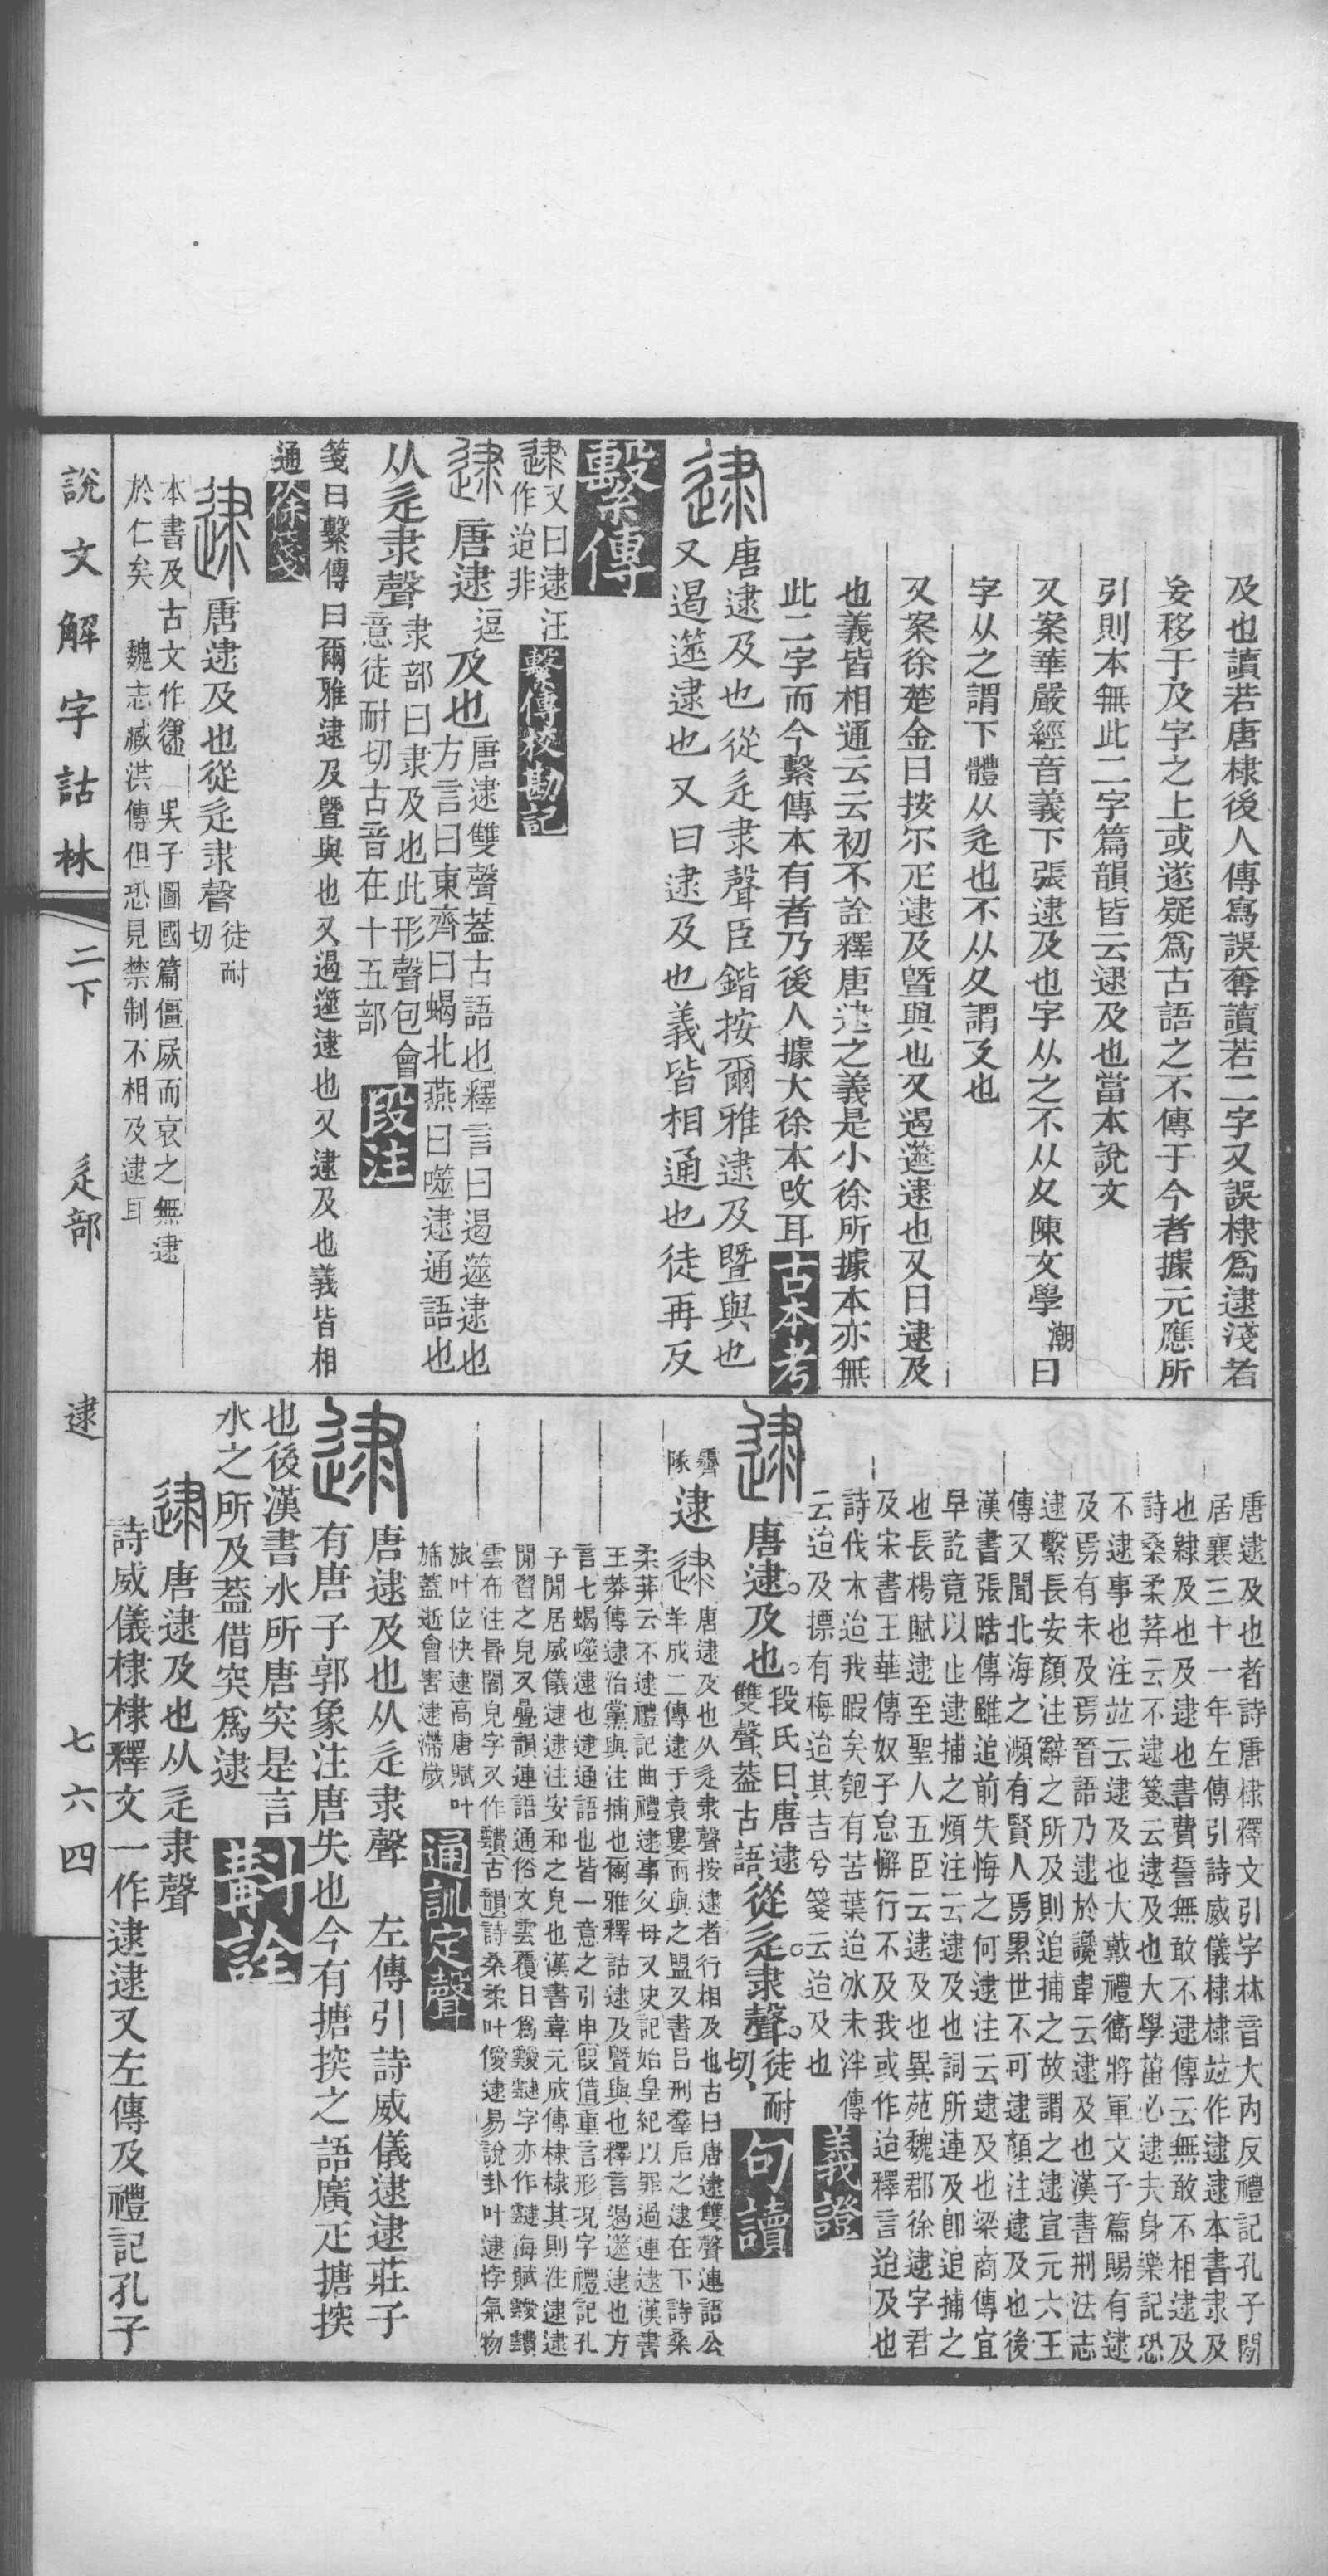 及也讀若唐棣後人傳寫誤奪讀若二字又誤棣爲逮淺者
妄移于及字之上或遂疑爲古語之不傳于今者據元應所
引則本無此二字篇韻皆云逮及也當本說文
又案華嚴經音義下張逮及也字从之不从夊陳文學潮曰
字从之謂下體从辵也不从夊謂㕛也
又案徐楚金曰按尔疋逮及暨與也又遏遾逮也又曰逮及
也義皆相通云云初不詮釋唐逮之義是小徐所據本亦無
此二字而今繫傳本有者乃後人據大徐本改耳古本考
唐逮及也從辵隶聲臣鍇按爾雅逮及暨與也
又遏遾逮也又曰逮及也義皆相通也徒再反
繫傳
逮又曰逮汪
作迨非繫傳校勘記
唐逮逗及也唐逮雙聲葢古語也釋言曰遏遾逮也
方言曰東齊曰蝎北燕曰噬逮通語也
从辵隶聲隶部曰隶及也此形聲包會
意徒耐切古音在十五部段注
箋曰繫傳曰爾雅逮及曁與也又遏遾逮也又逮及也義皆相
通徐箋
唐逮及也從辵隶聲徒耐切
本書及古文作 吳子圖國篇僵屍而哀之無逮
於仁矣 魏志臧洪傳但恐見禁制不相及逮耳
說文解字詁林 二下 辵部 逮 七六四
唐逮及也者詩唐棣釋文引字林音大內反禮記孔子閒
居襄三十一年左傳引詩威儀棣棣竝作逮逮本書隶及
也隸及也及逮也書費誓無敢不逮傳云無敢不相逮及
詩桑柔荓云不逮箋云逮及也大學菑必逮夫身樂記恐
不逮事也注竝云逮及也大戴禮衛將軍文子篇賜有逮
及焉有未及焉晉語乃逮於讒韋云逮及也漢書刑法志
逮繫長安顏注辭之所及則追捕之故謂之逮宣元六王
傳又聞北海之瀕有賢人焉累世不可逮顏注逮及也後
漢書張晧傳雖追前失悔之何逮注云逮及也梁商傳宜
早訖竟以止逮捕之煩注云逮及也詞所連及卽追捕之
也長楊賦逮至聖人五臣云逮及也異苑魏郡徐逮字君
及宋書王華傳奴子怠懈行不及我或作迨釋言迨及也
詩伐木迨我暇矣匏有苦葉迨冰未泮傳
云迨及摽有梅迨其吉兮箋云迨及也義證
唐逮及也段氏曰唐逮
雙聲葢古語從辵隶聲徒耐
切句讀
逮唐逮及也从辵隶聲按逮者行相及也古曰唐逮雙聲連語公
羊成二傳逮于袁婁而與之盟又書呂刑羣后之逮在下詩桑
柔荓云不逮禮記曲禮逮事父母又史記始皇紀以罪過連逮漢書
王莽傳逮治黨與注捕也爾雅釋詁逮及曁與也釋言遏遾逮也方
言七蝎噬逮也逮通語也皆一意之引申叚借重言形況字禮記孔
子閒居威儀逮逮注安和之皃也漢書韋元成傳棣棣其則注逮逮
閒習之皃又曡韻連語通俗文雲覆日爲靉靆字亦作靆海賦
雲布注昬闇皃字又作 古韻詩桑柔叶僾逮易說卦叶逮悖氣物
旅叶位快逮高唐賦叶
旆蓋逝會害逮滯歲通訓定聲
唐逮及也从辵隶聲 左傳引詩威儀逮逮莊子
有唐子郭象注唐失也今有搪揬之語廣疋搪揬
也後漢書水所唐突是言
水之所及葢借突爲逮斠詮
唐逮及也从辵隶聲
詩威儀棣棣釋文一作逮逮又左傳及禮記孔子